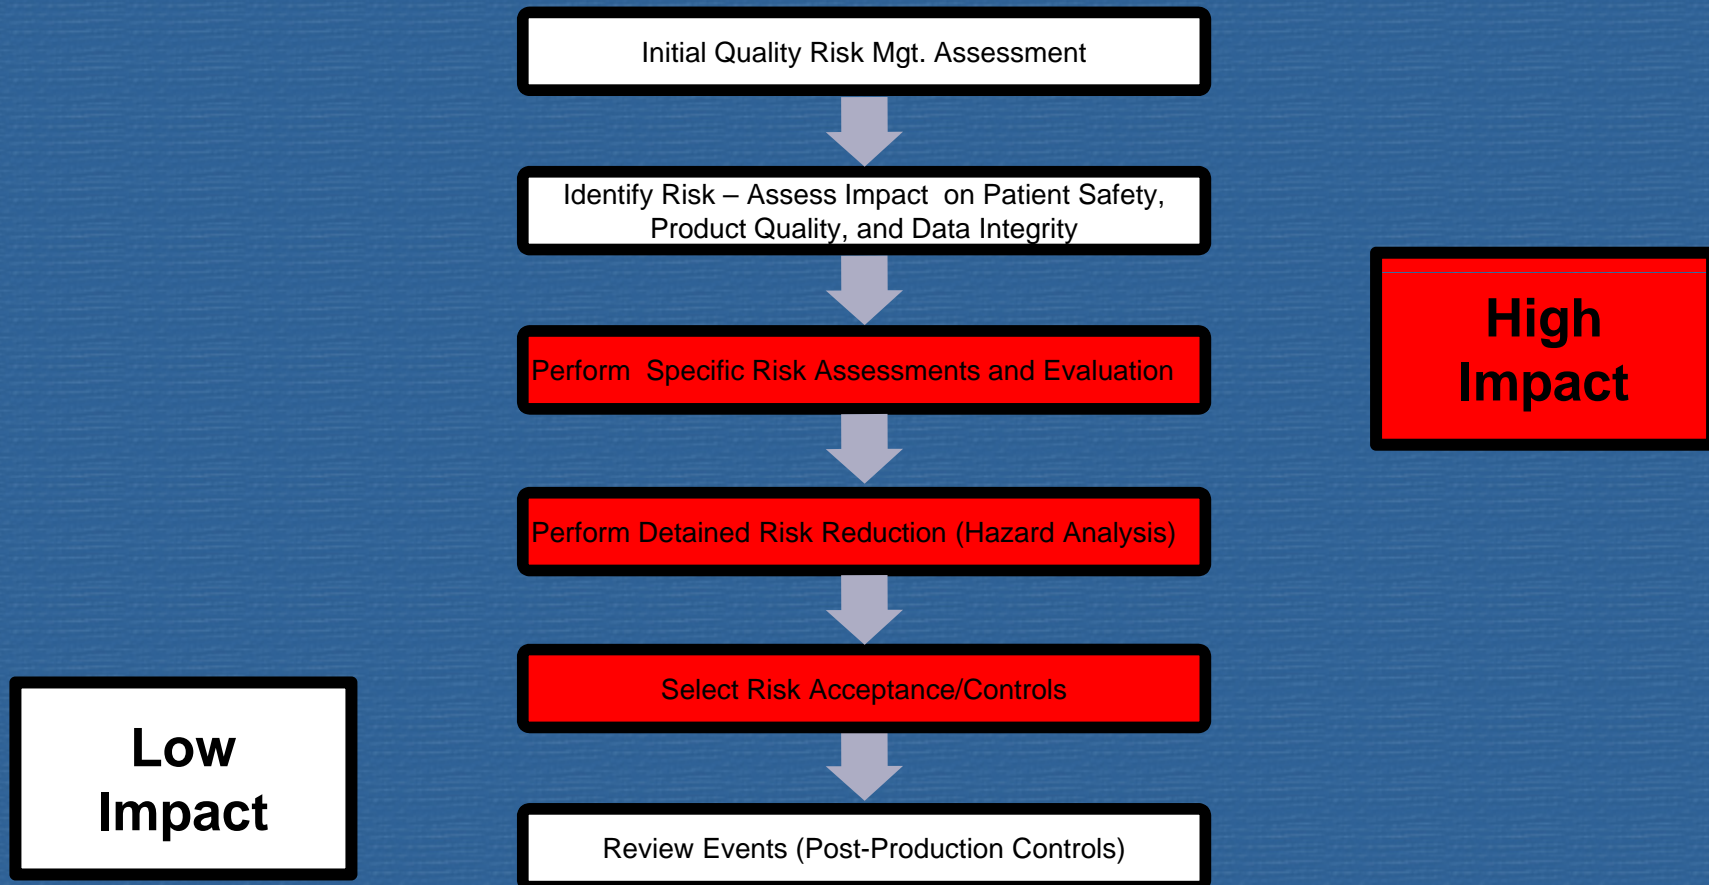 Initial Quality Risk Mgt. Assessment
Identify Risk – Assess Impact  on Patient Safety,
Product Quality, and Data Integrity
Perform  Specific Risk Assessments and Evaluation
High
Impact
Perform Detained Risk Reduction (Hazard Analysis)
Select Risk Acceptance/Controls
Low
Impact
Review Events (Post-Production Controls)